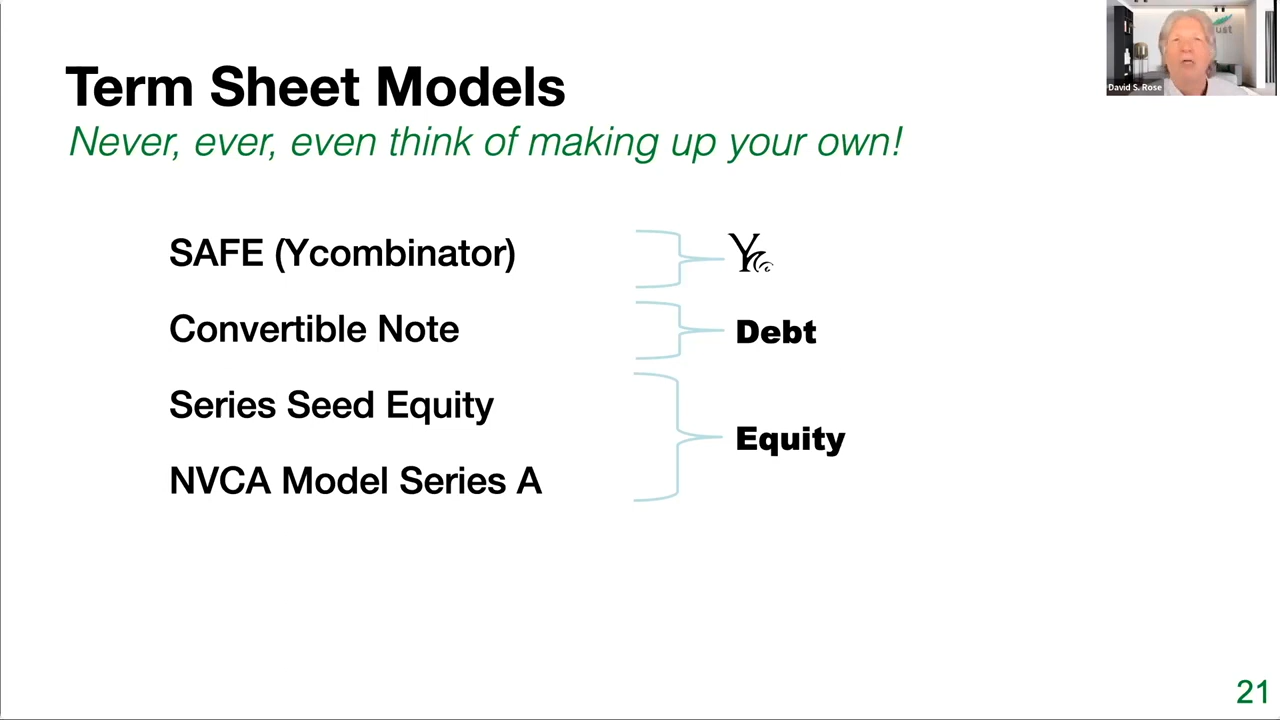 Term Sheet Models
Never, ever, even think of making up your own!
ust
David S. Rose
SAFE (Ycombinator)
Convertible Note
Debt
Series Seed Equity
Equity
NVCA Model Series A
21